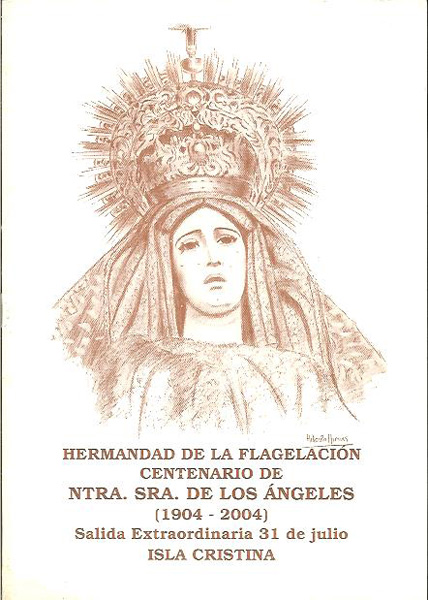 HERMANDAD DE LA FLAGELACIÓN
CENTENARIO DE
NTRA. SRA. DE LOS ÁNGELES
(1904 - 2004)
Salida Extraordinaria 31 de julio
ISLA CRISTINA